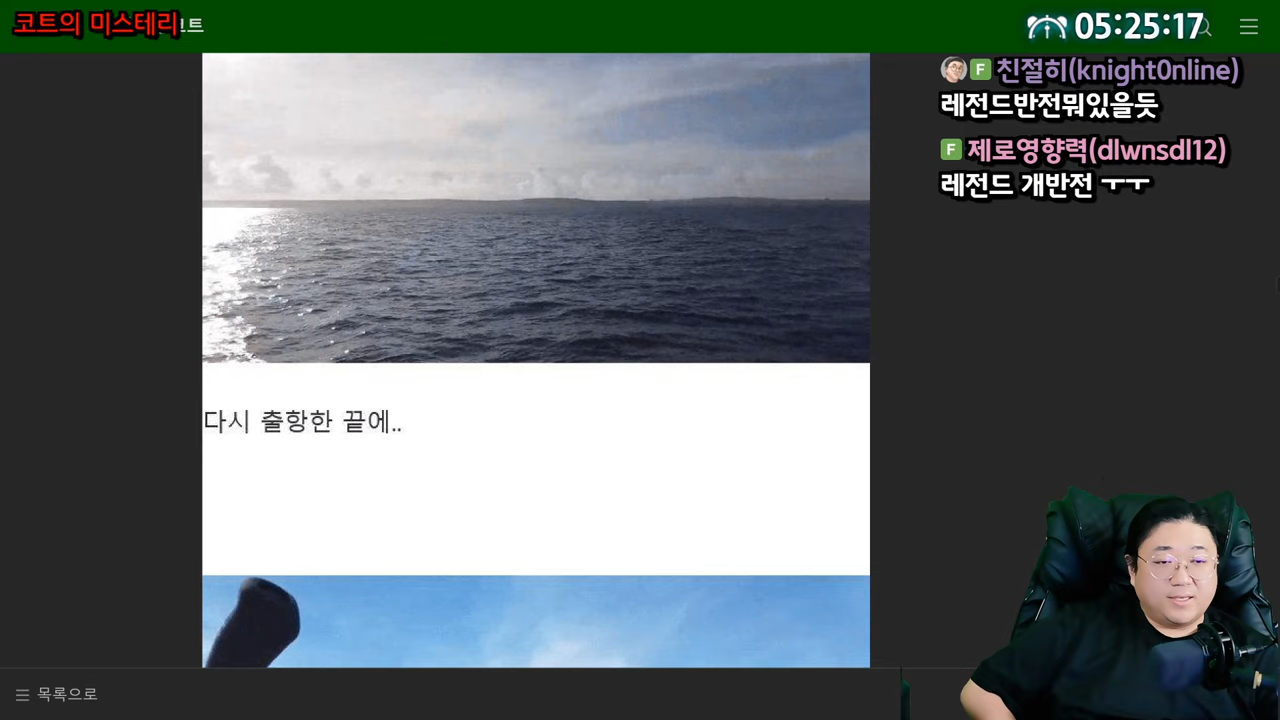 코트의 미스테리
트
05:25:17
F 친절히(knight0nline)
레전드반전뭐있을듯
F 제로영향력(dlwnsdl12)
레전드 개반전 ㅜㅜ
다시 출항한 끝에..
목록으로